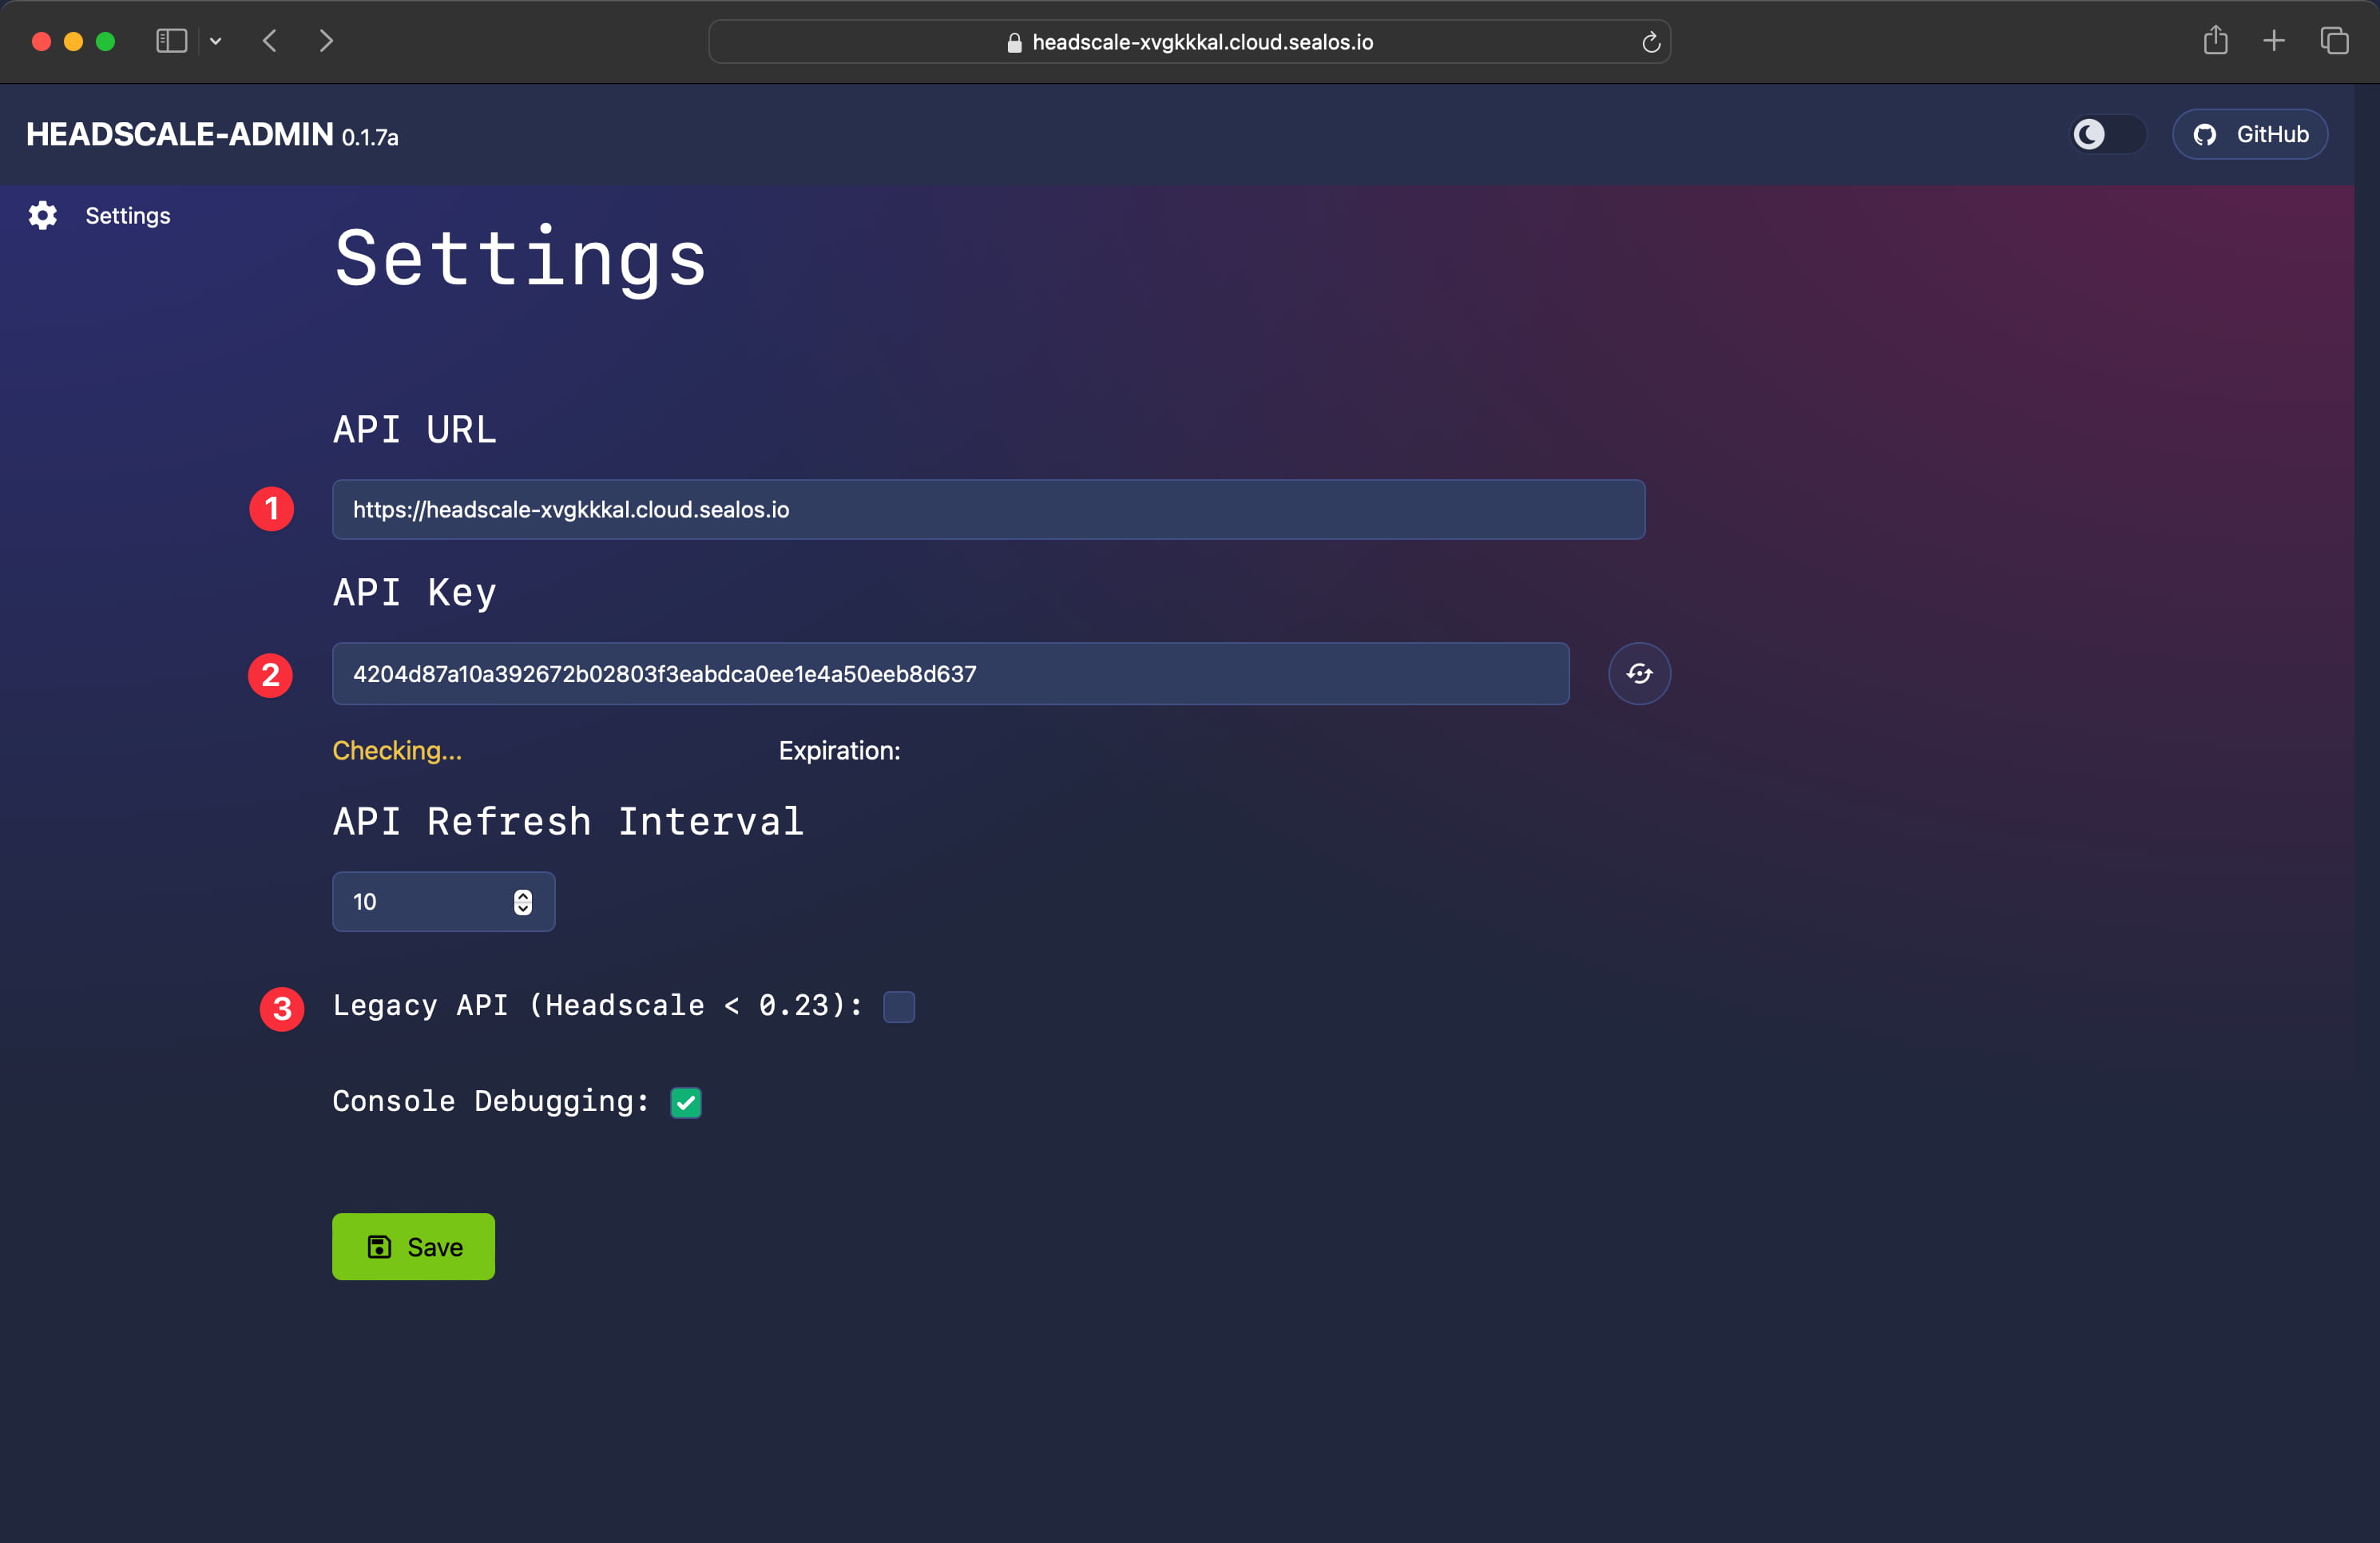 headscale-xvgkkkal.cloud.sealos.io
HEADSCALE-ADMIN 0.1.7a
GitHub
Settings
Settings
API URL
1
https://headscale-xvgkkkal.cloud.sealos.io
API Key
2
4204d87a10a392672b02803f3eabdca0ee1e4a50eeb8d637
Checking... Expiration:
API Refresh Interval
10
3
Legacy API (Headscale < 0.23):
Console Debugging:
Save